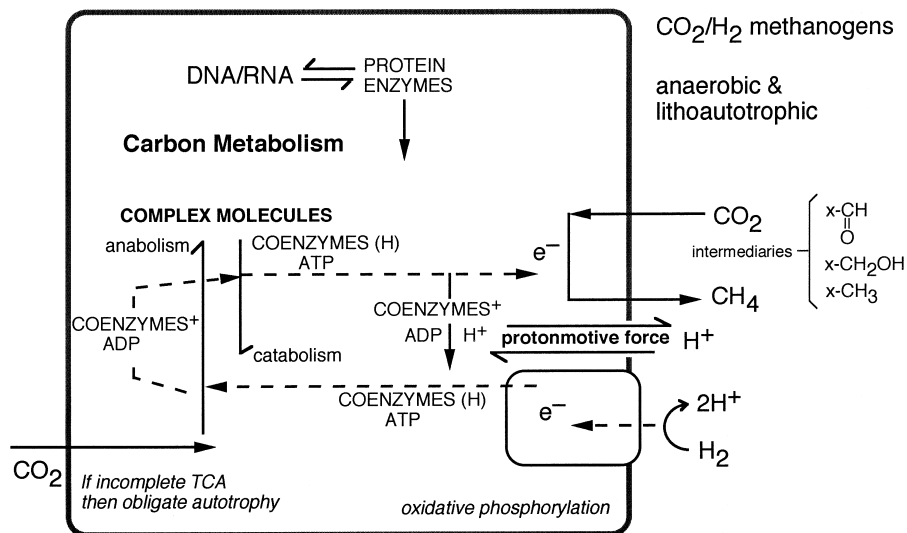 CO2/H2 methanogens
anaerobic &
lithoautotrophic
DNA/RNA
PROTEIN
ENZYMES
Carbon Metabolism
COMPLEX MOLECULES
anabolism
COENZYMES (H)
ATP
e–
CO2
intermediaries
x-CH
O
x-CH2OH
x-CH3
CH4
COENZYMES+
ADP
COENZYMES+
ADP H+
catabolism
protonmotive force
H+
COENZYMES (H)
ATP
e–
2H+
H2
CO2
If incomplete TCA
then obligate autotrophy
oxidative phosphorylation